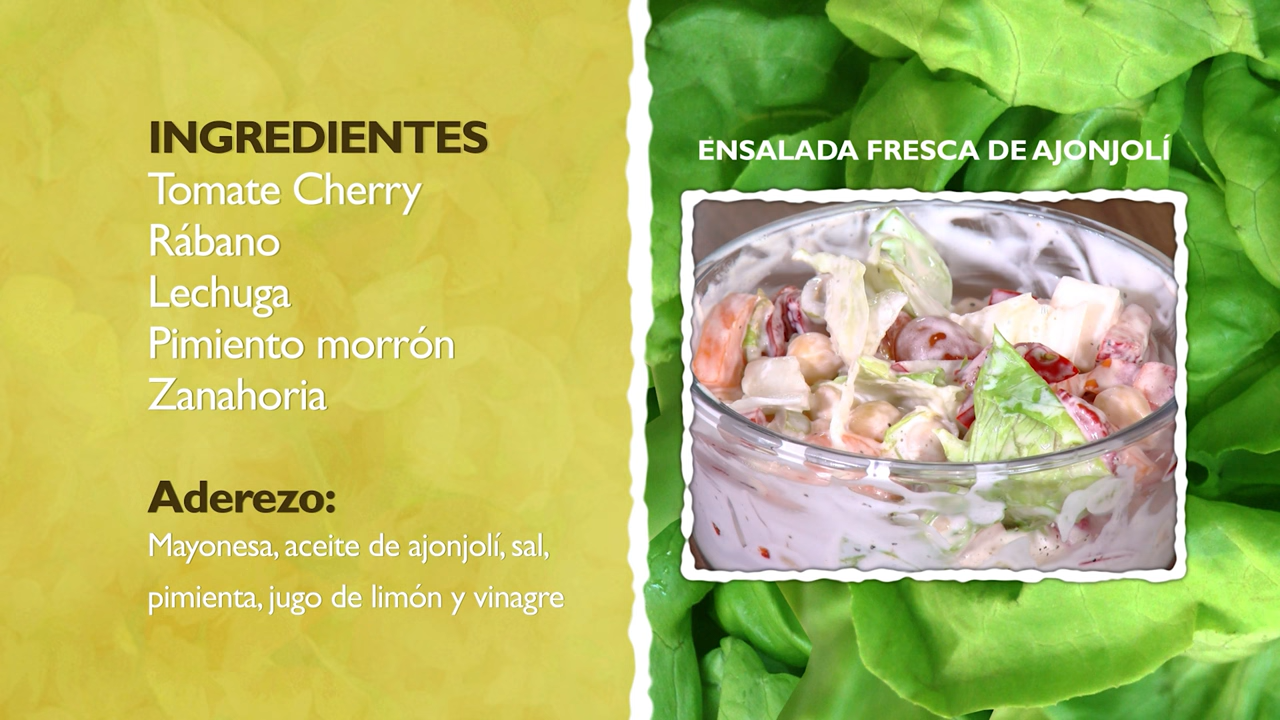 INGREDIENTES
Tomate Cherry
Rábano
Lechuga
Pimiento morrón
Zanahoria
Aderezo:
Mayonesa, aceite de ajonjolí, sal,
pimienta, jugo de limón y vinagre
ENSALADA FRESCA DE AJONJOLÍ